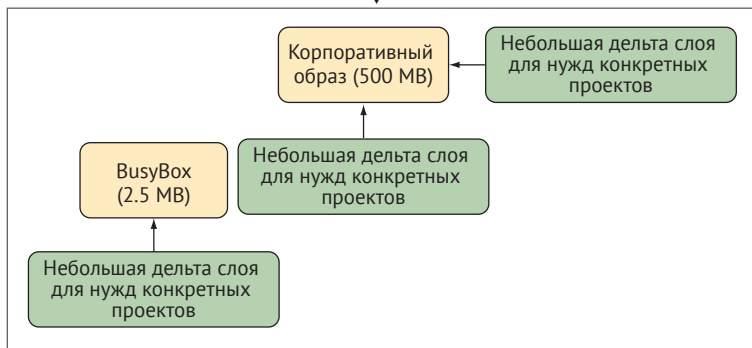 Корпоративный
образ (500 MB)
Небольшая дельта слоя
для нужд конкретных
проектов
Небольшая дельта слоя
для нужд конкретных
проектов
BusyBox
(2.5 MB)
Небольшая дельта слоя
для нужд конкретных
проектов